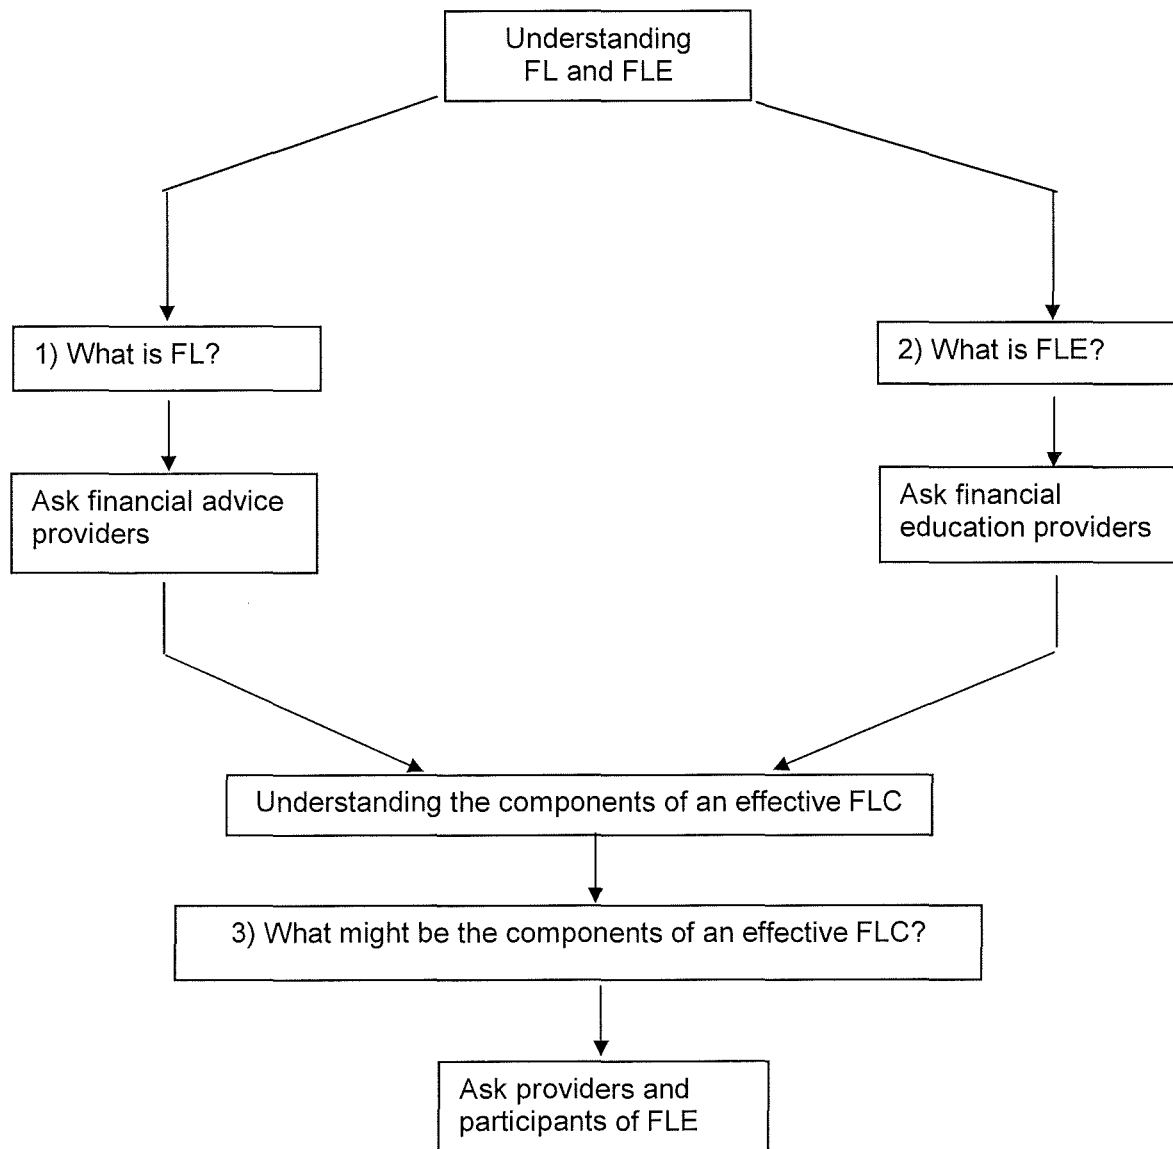 Understanding
FL and FLE
1) What is FL?
2) What is FLE?
Ask financial advice
providers
Ask financial
education providers
Understanding the components of an effective FLC
3) What might be the components of an effective FLC?
Ask providers and
participants of FLE